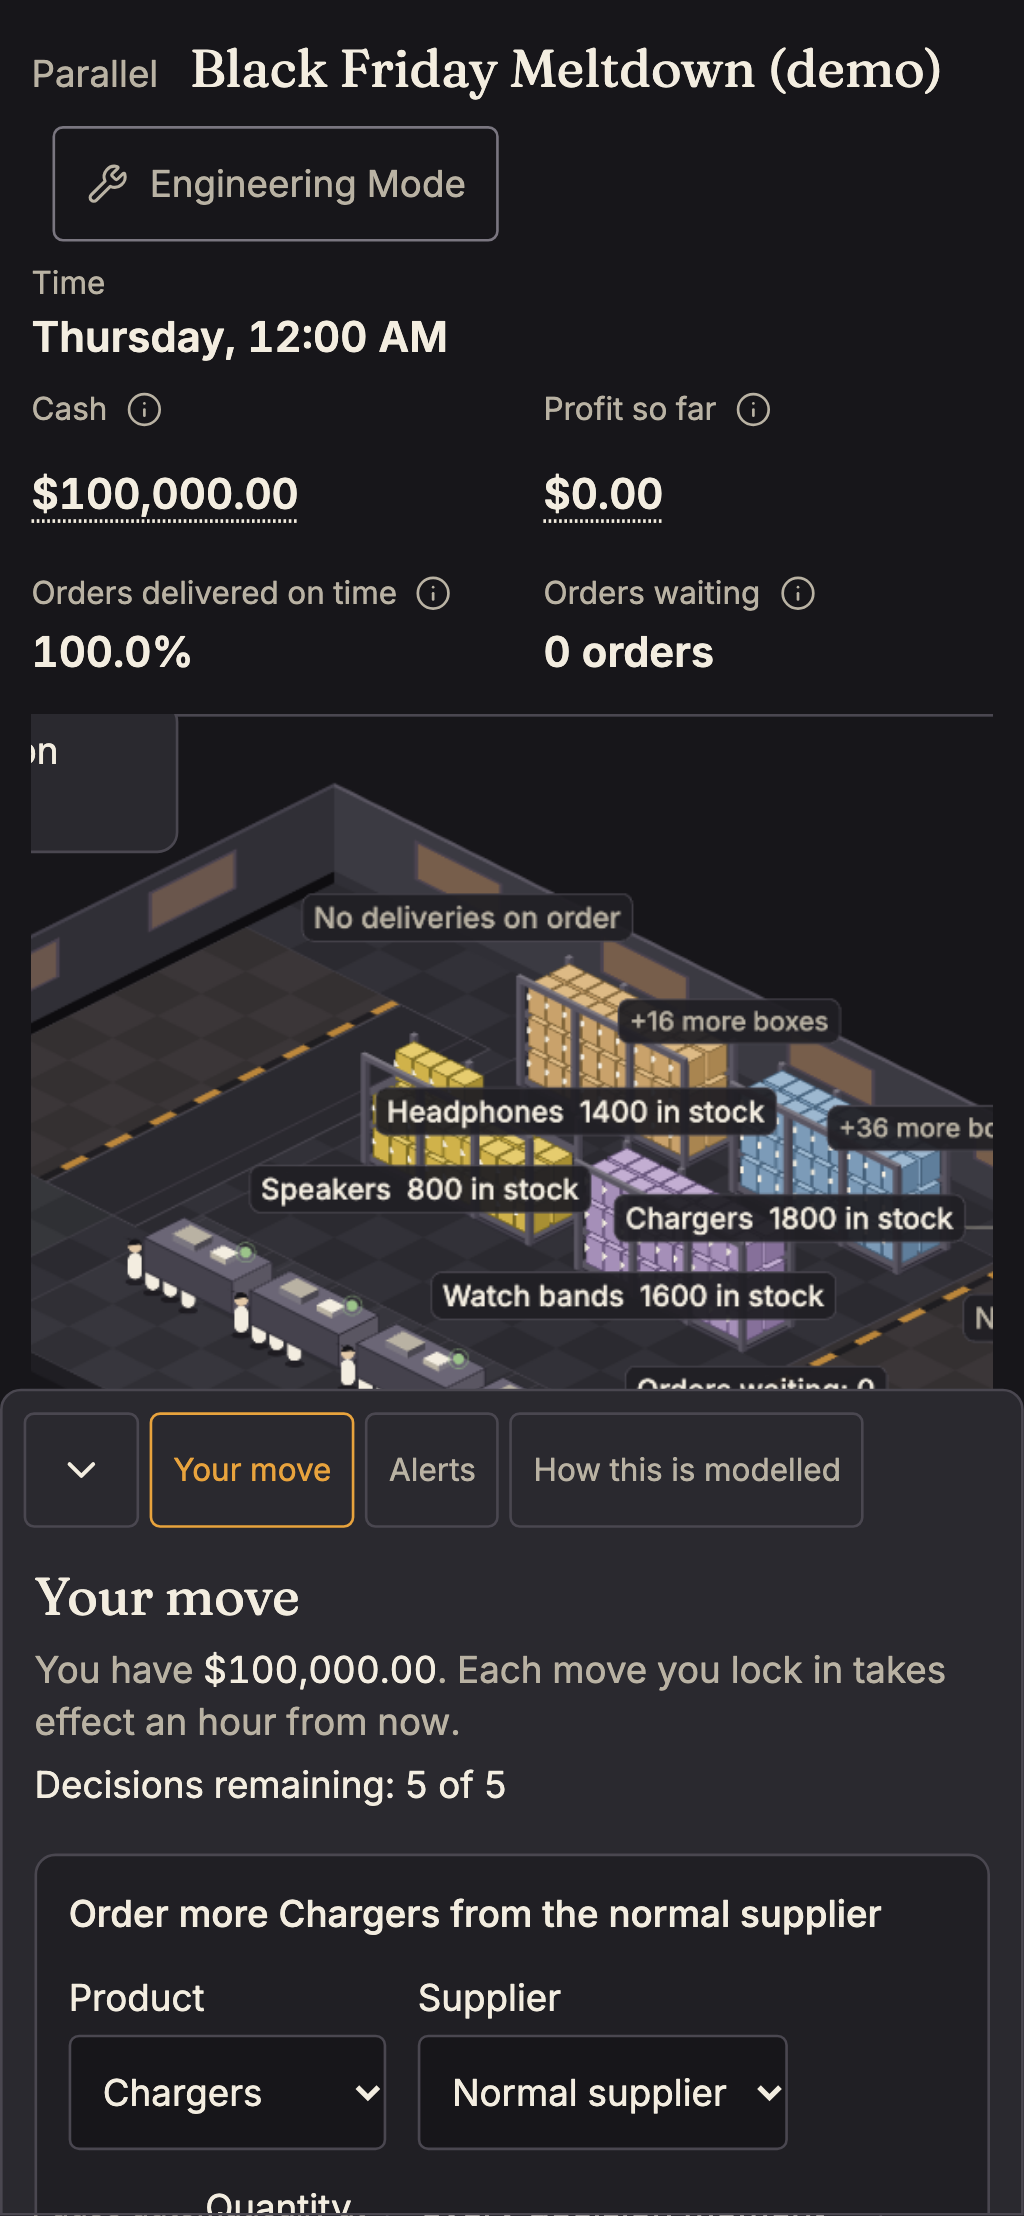 Parallel Black Friday Meltdown (demo)
Engineering Mode
Time
Thursday, 12:00 AM
Cash Profit so far
$100,000.00 $0.00
Orders delivered on time Orders waiting
100.0% 0 orders
on
No deliveries on order
+16 more boxes
Headphones 1400 in stock
+36 more bo
Speakers 800 in stock
Chargers 1800 in stock
Watch bands 1600 in stock
N
Orders waiting: 0
Your move Alerts How this is modelled
Your move
You have $100,000.00. Each move you lock in takes
effect an hour from now.
Decisions remaining: 5 of 5
Order more Chargers from the normal supplier
Product Supplier
Chargers Normal supplier
Quantity